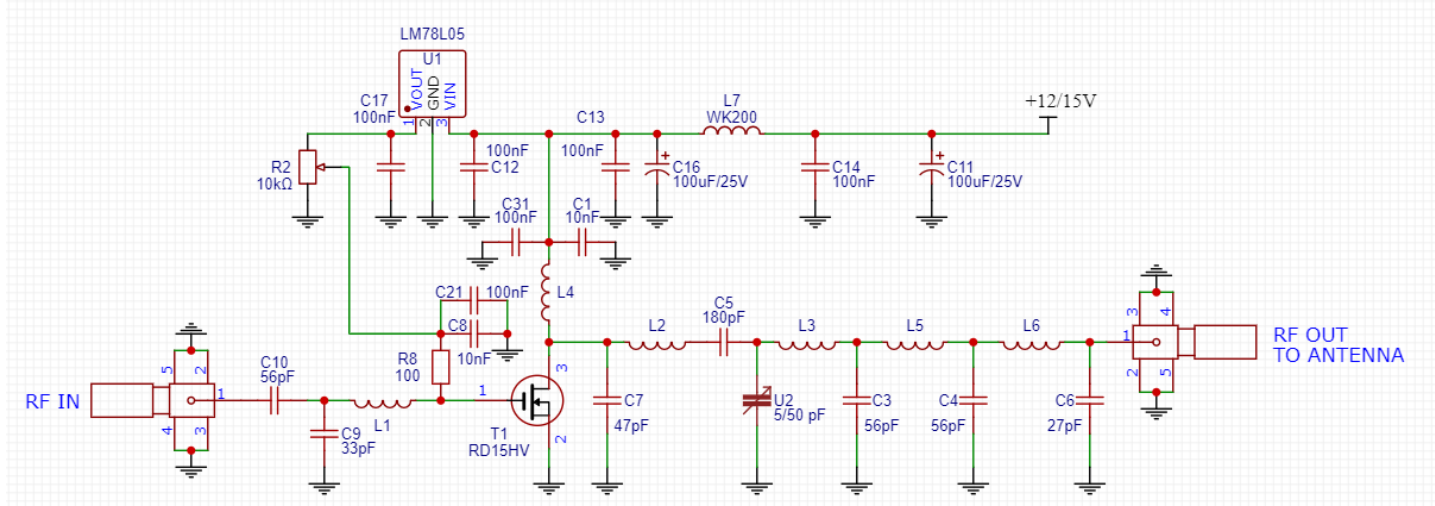 LM78L05
U1
VOUT
GND
VIN
1
2
3
C17
100nF
R2
10kΩ
100nF
C12
C13
100nF
C16
100uF/25V
L7
WK200
C14
100nF
C11
100uF/25V
+12/15V
C31
100nF
C1
10nF
L4
C21
100nF
C8
10nF
R8
100
RF IN
5
2
1
4
3
C10
56pF
C9
33pF
L1
1
3
2
T1
RD15HV
C7
47pF
L2
C5
180pF
U2
5/50 pF
L3
C3
56pF
L5
C4
56pF
L6
C6
27pF
3
4
1
2
5
RF OUT
TO ANTENNA